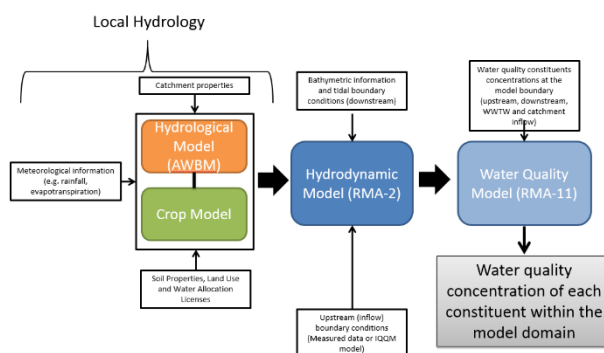 Local Hydrology
Catchment properties
Hydrological
Model
(AWBM)
Crop Model
Meteorological information
(e.g. rainfall,
evapotranspiration)
Soil Properties, Land Use
and Water Allocation
Licenses
Bathymetric information
and tidal boundary
conditions (downstream)
Hydrodynamic
Model (RMA-2)
Upstream (inflow)
boundary conditions
(Measured data or IQQM
model)
Water quality constituents
concentrations at the
model boundary
(upstream, downstream,
WWTW and catchment
inflow)
Water Quality
Model (RMA-11)
Water quality
concentration of each
constituent within the
model domain